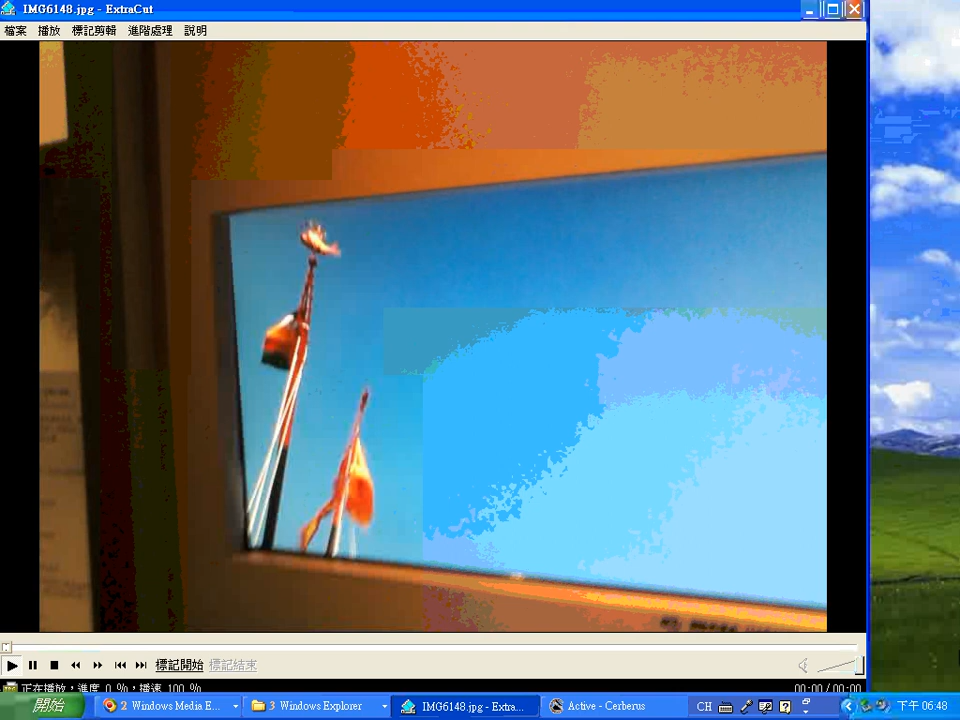 IMG6148.jpg - ExtraCut
檔案 播放 標記剪輯 進階處理 說明
標記開始 標記結束
正在播放，進度 0 %，播速 100 % 00:00 / 00:00
開始 2 Windows Media E... 3 Windows Explorer IMG6148.jpg - Extra... Active - Cerberus CH 下午 06:48